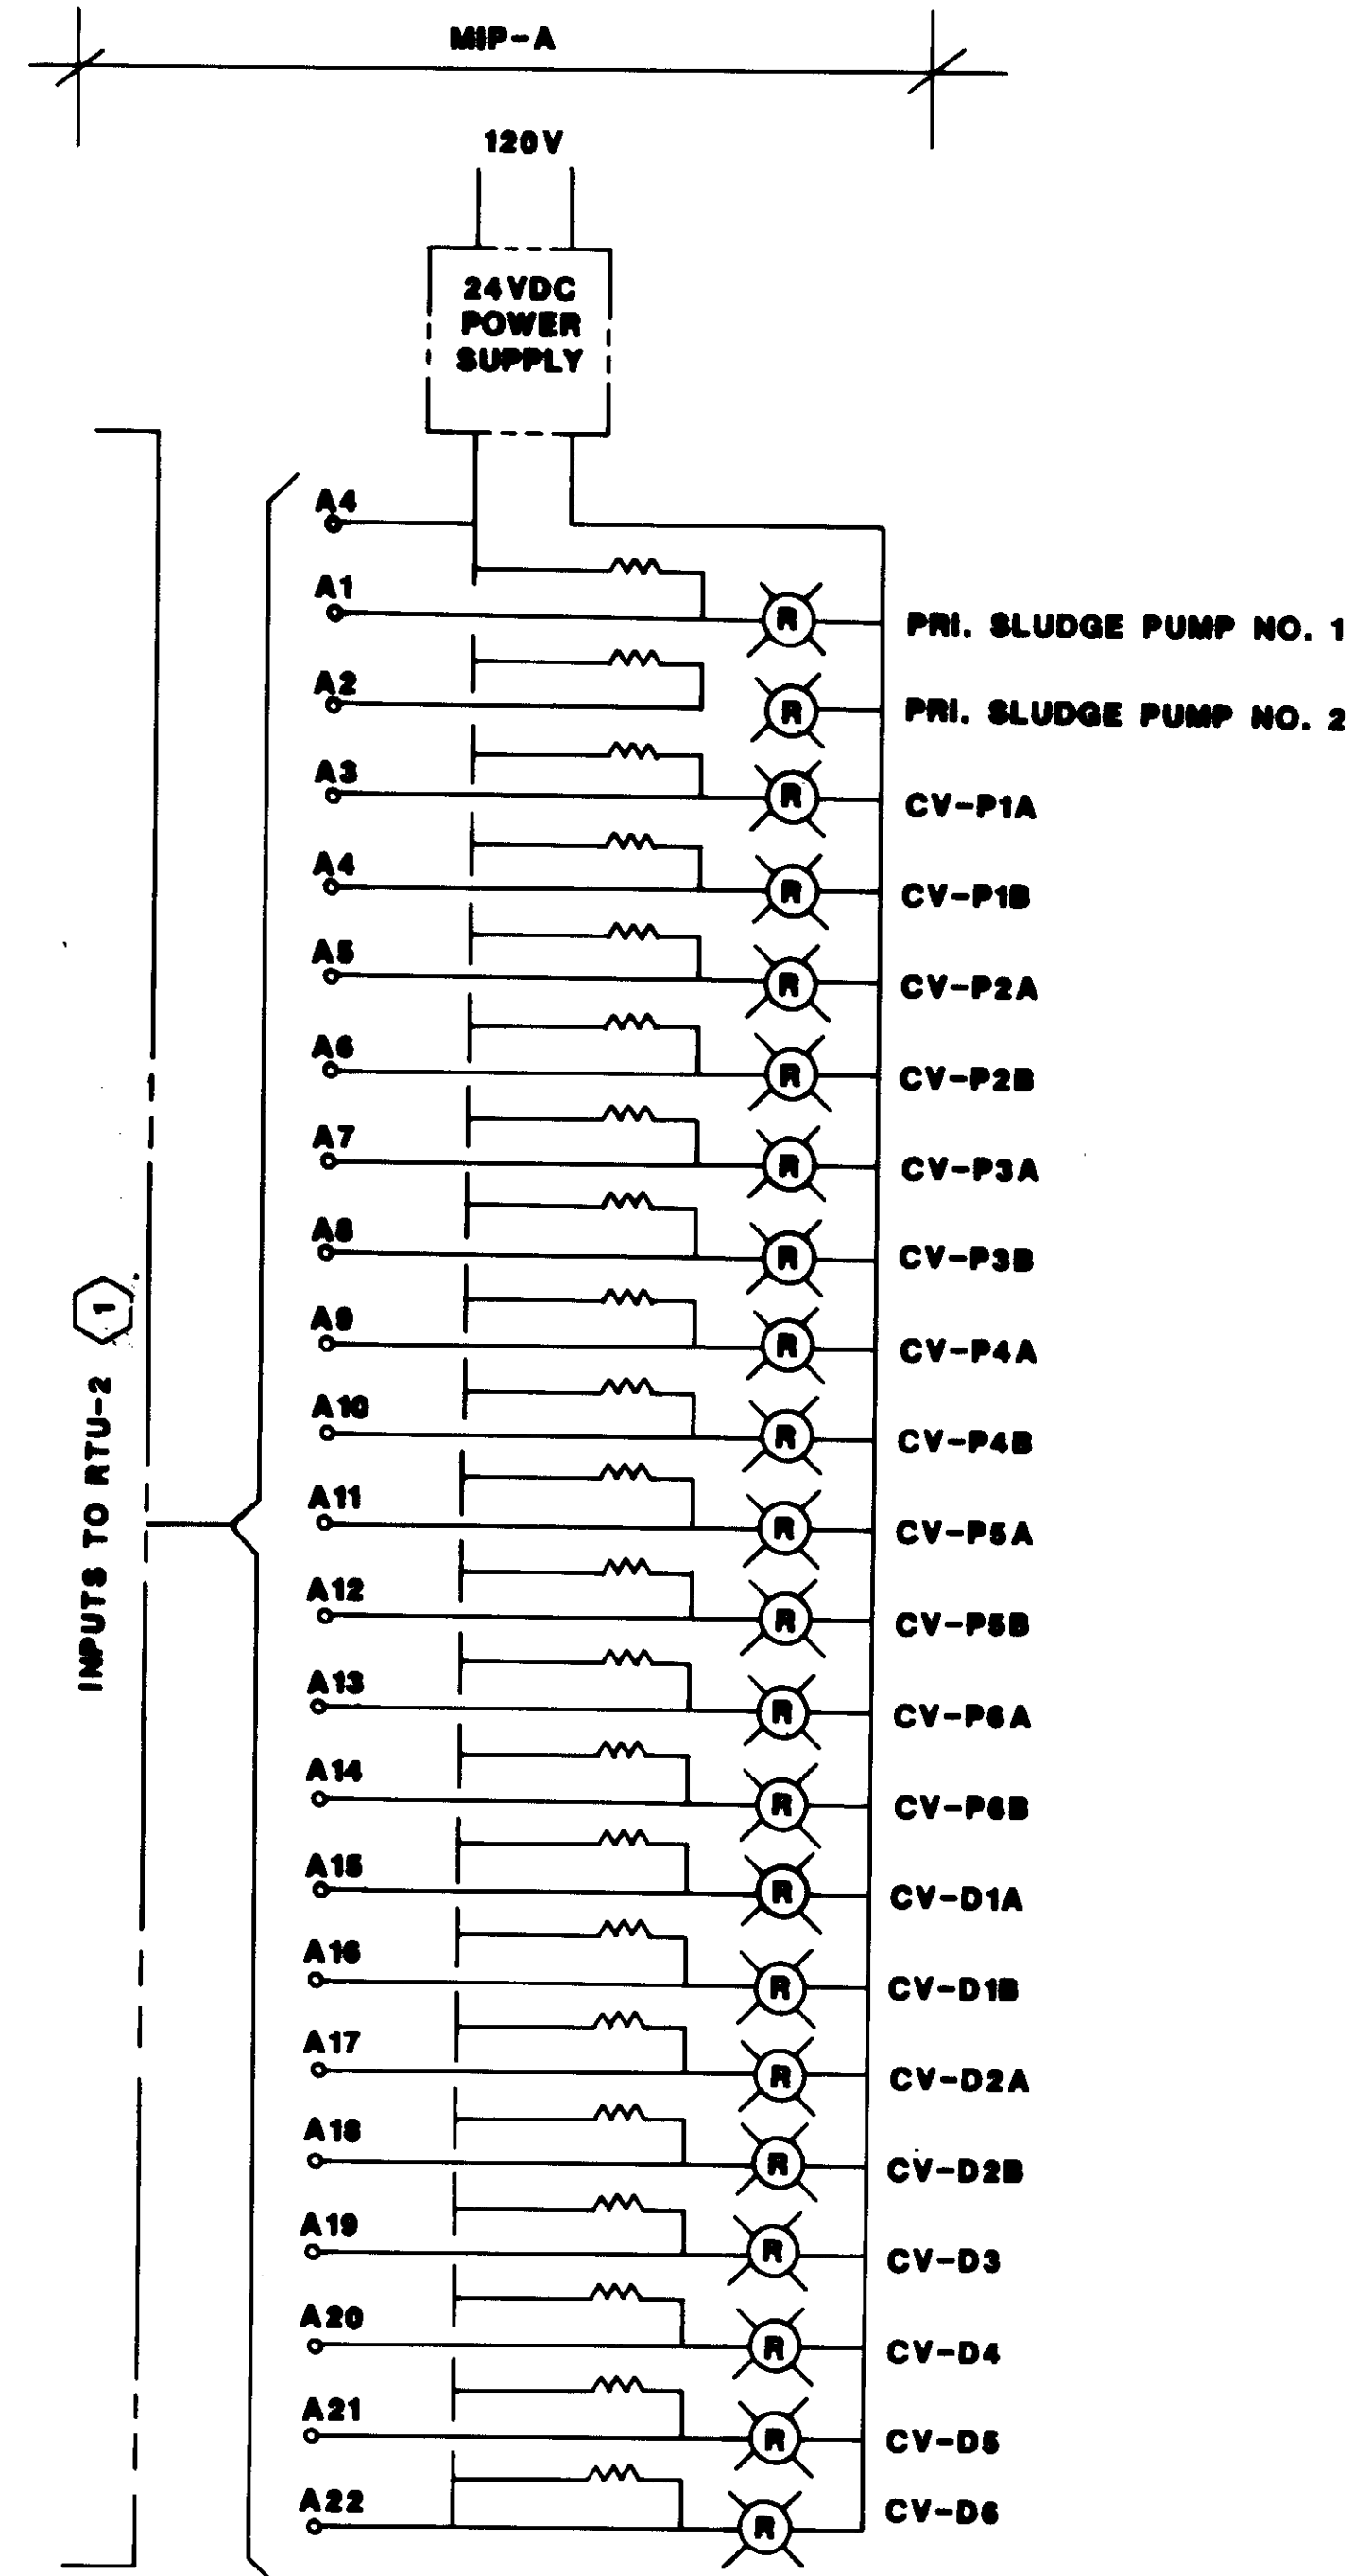 MIP-A
120V
24VDC
POWER
SUPPLY
A4
A1
R
PRI. SLUDGE PUMP NO. 1
A2
R
PRI. SLUDGE PUMP NO. 2
A3
R
CV-P1A
A4
R
CV-P1B
A5
R
CV-P2A
A6
R
CV-P2B
A7
R
CV-P3A
A8
R
CV-P3B
A9
R
CV-P4A
A10
R
CV-P4B
A11
R
CV-P5A
A12
R
CV-P5B
A13
R
CV-P6A
A14
R
CV-P6B
A15
R
CV-D1A
A16
R
CV-D1B
A17
R
CV-D2A
A18
R
CV-D2B
A19
R
CV-D3
A20
R
CV-D4
A21
R
CV-D5
A22
R
CV-D6
INPUTS TO RTU-2 1